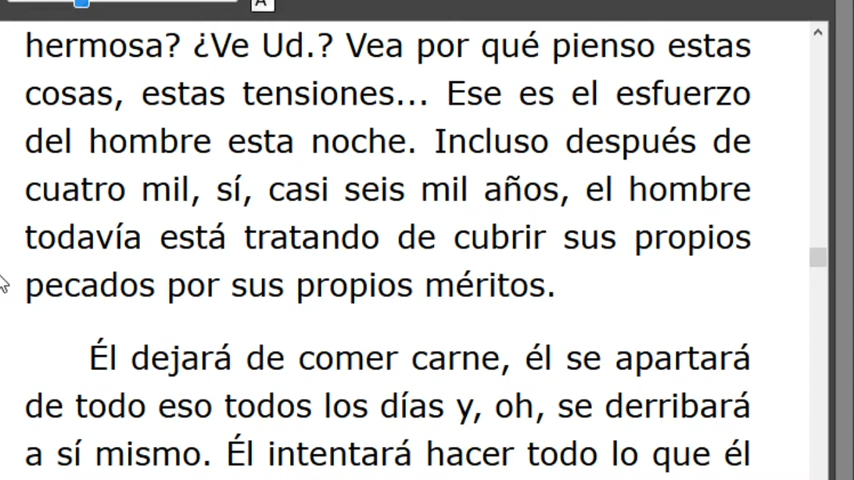 A
hermosa? ¿Ve Ud.? Vea por qué pienso estas
cosas, estas tensiones... Ese es el esfuerzo
del hombre esta noche. Incluso después de
cuatro mil, sí, casi seis mil años, el hombre
todavía está tratando de cubrir sus propios
pecados por sus propios méritos.
Él dejará de comer carne, él se apartará
de todo eso todos los días y, oh, se derribará
a sí mismo. Él intentará hacer todo lo que él